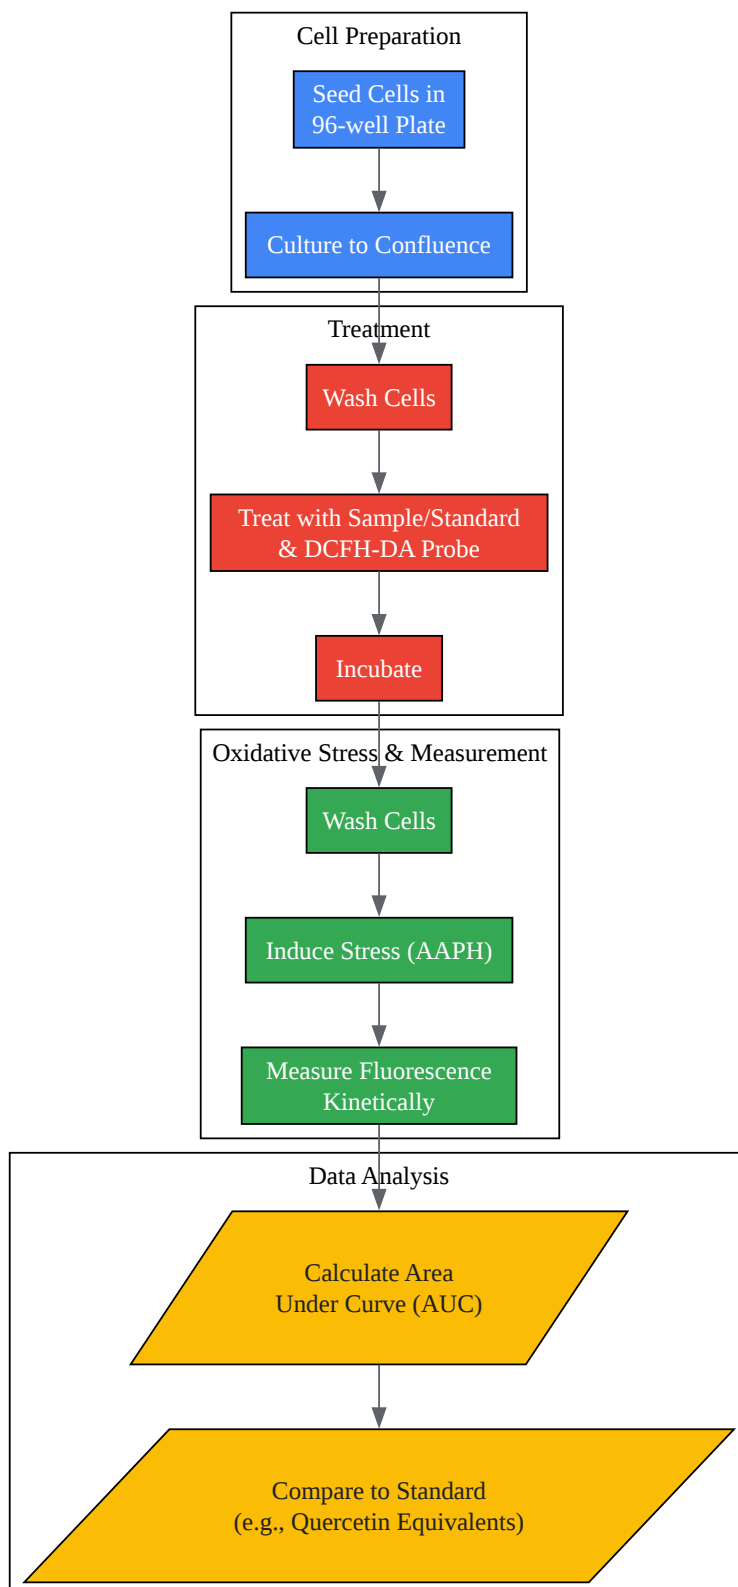 Cell Preparation
Seed Cells in
96-well Plate
Culture to Confluence
Treatment
Wash Cells
Treat with Sample/Standard
& DCFH-DA Probe
Incubate
Oxidative Stress & Measurement
Wash Cells
Induce Stress (AAPH)
Measure Fluorescence
Kinetically
Data Analysis
Calculate Area
Under Curve (AUC)
Compare to Standard
(e.g., Quercetin Equivalents)